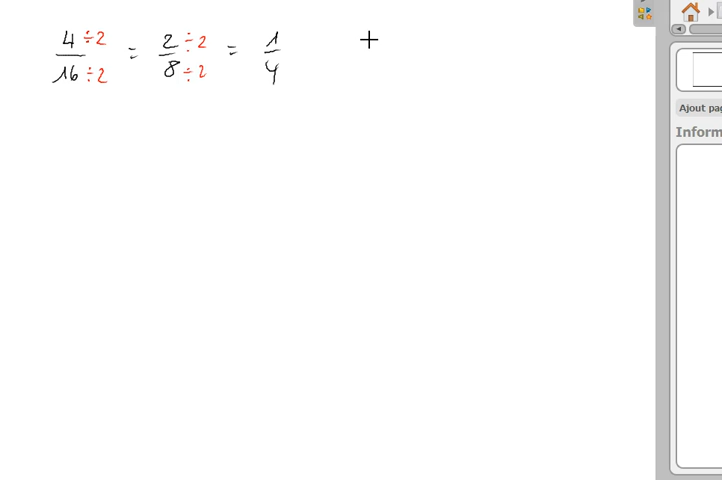 4 ÷2 / 16 ÷2 = 2 ÷2 / 8 ÷2 = 1 / 4 +
Ajout pag
Inform